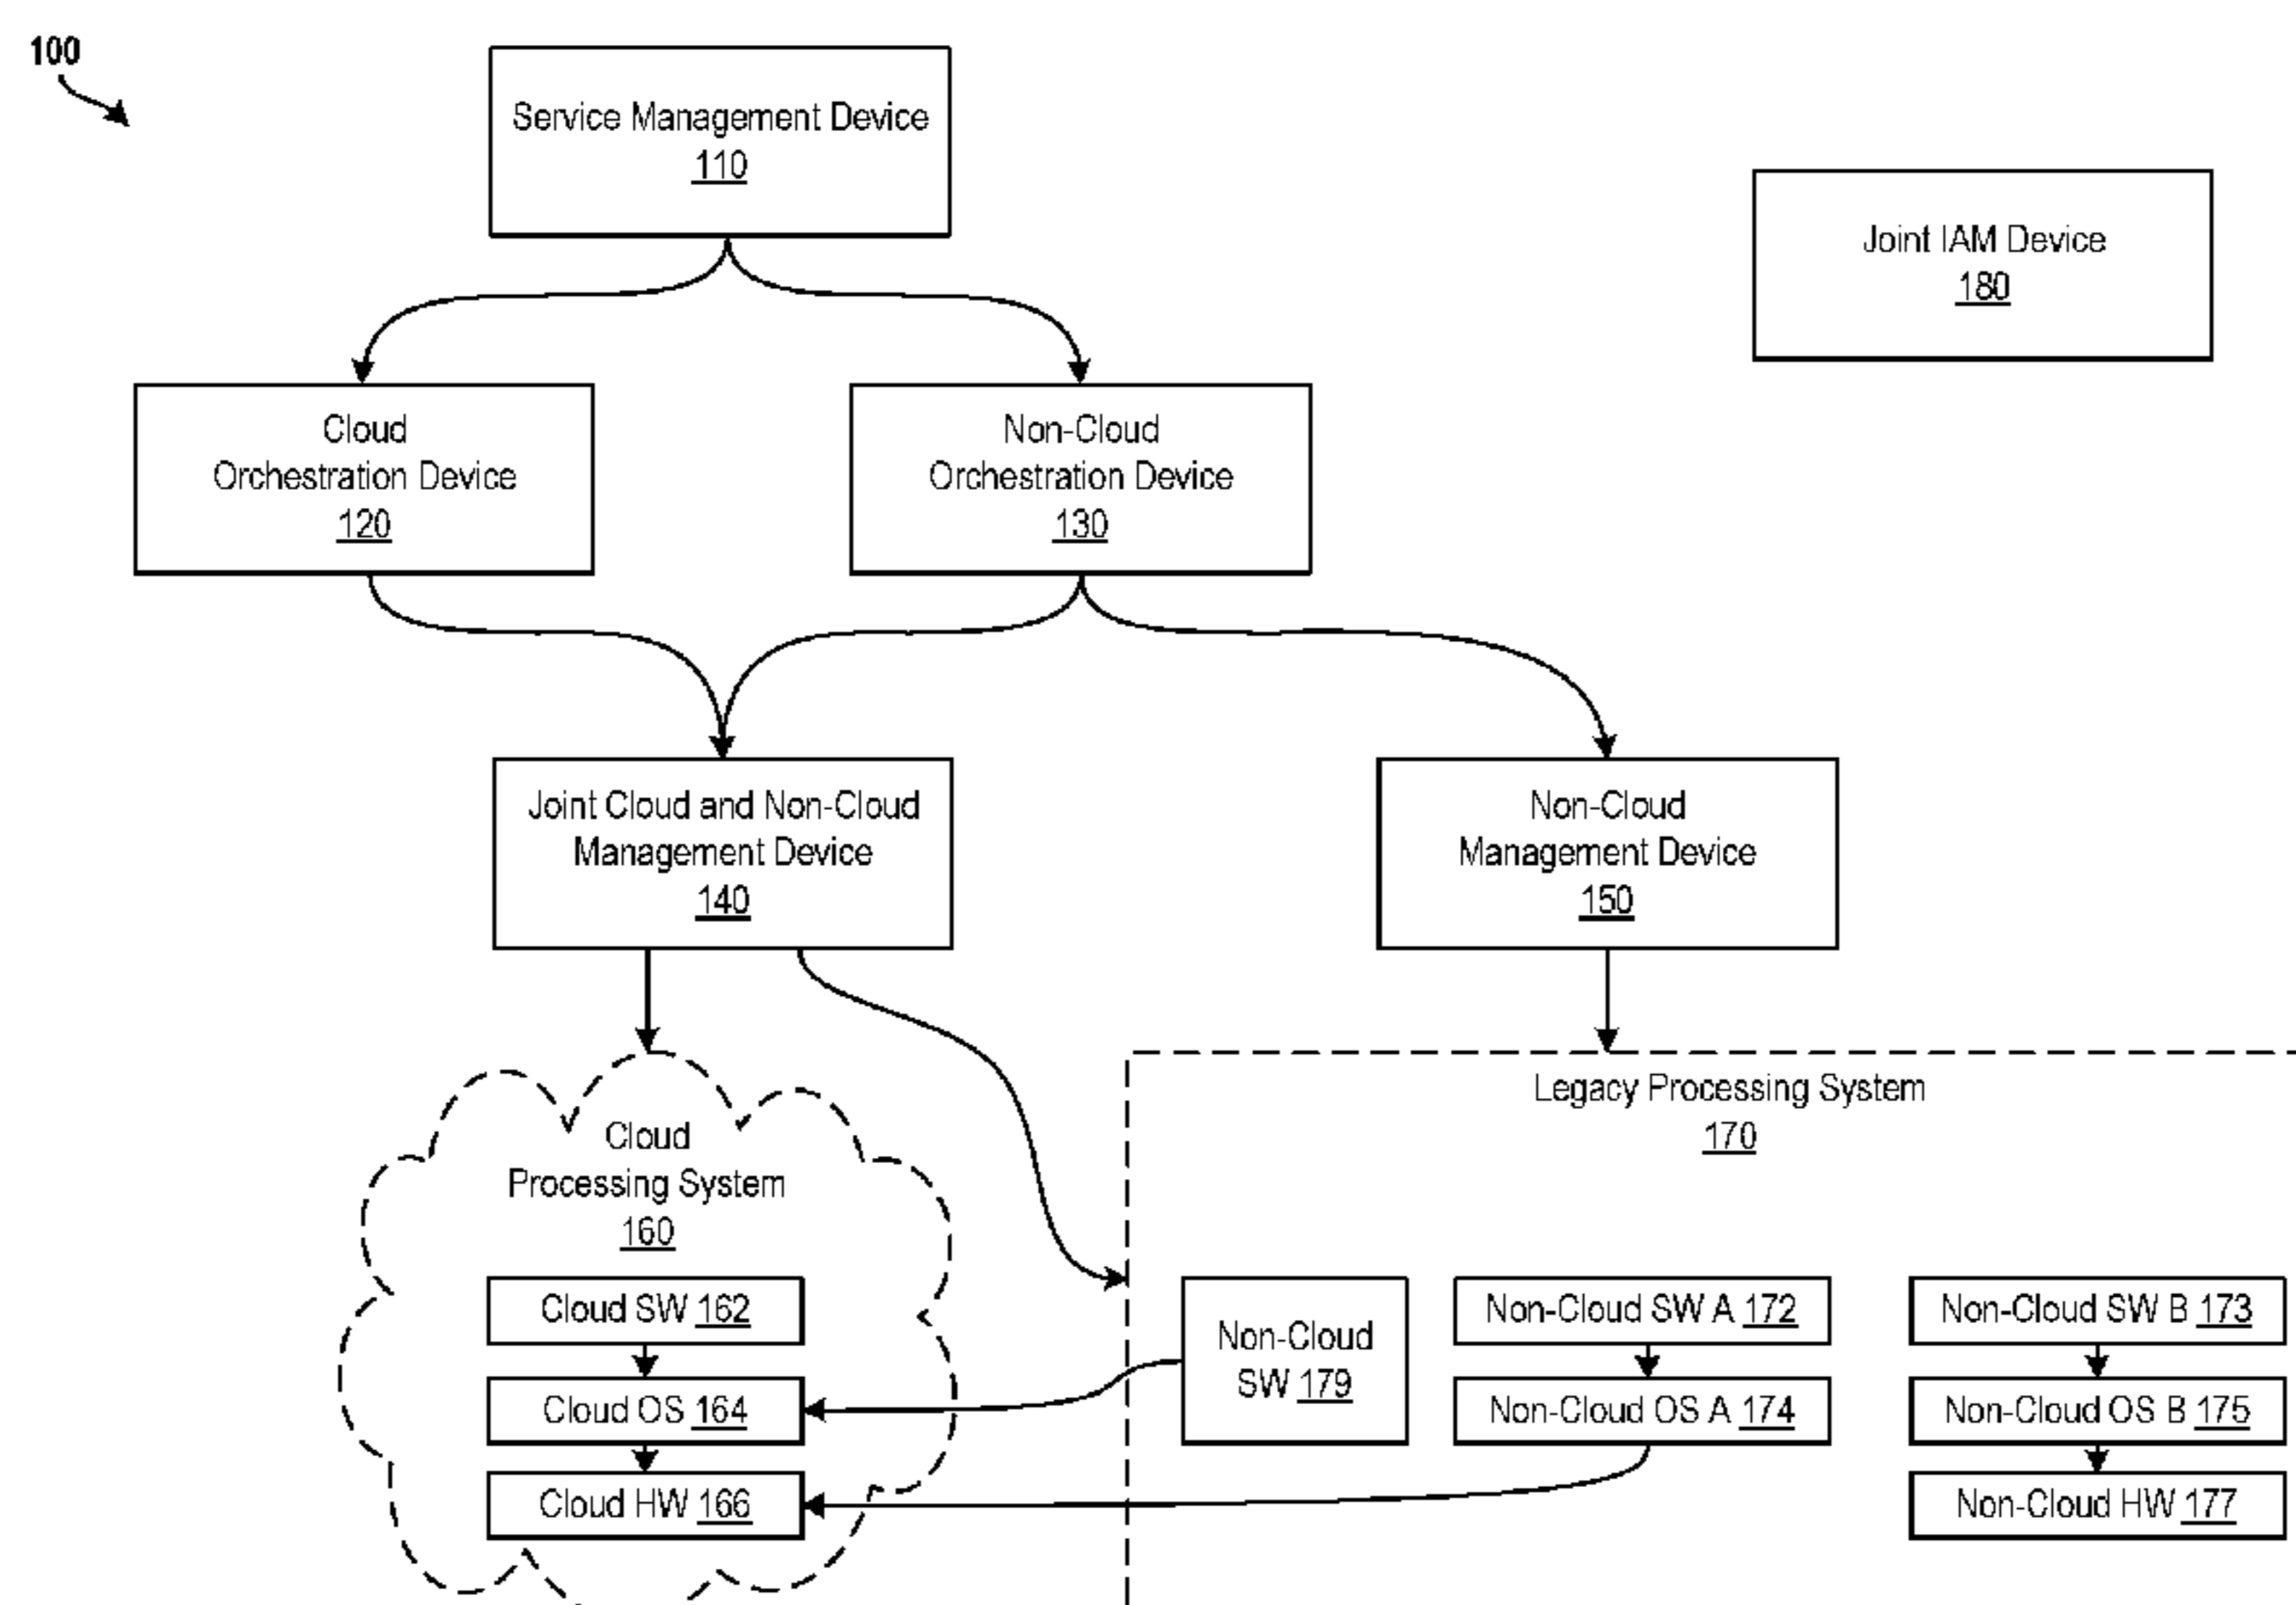 100
Service Management Device
110
Joint IAM Device
180
Cloud
Orchestration Device
120
Non-Cloud
Orchestration Device
130
Joint Cloud and Non-Cloud
Management Device
140
Non-Cloud
Management Device
150
Cloud
Processing System
160
Legacy Processing System
170
Cloud SW 162
Cloud OS 164
Cloud HW 166
Non-Cloud
SW 179
Non-Cloud SW A 172
Non-Cloud OS A 174
Non-Cloud SW B 173
Non-Cloud OS B 175
Non-Cloud HW 177